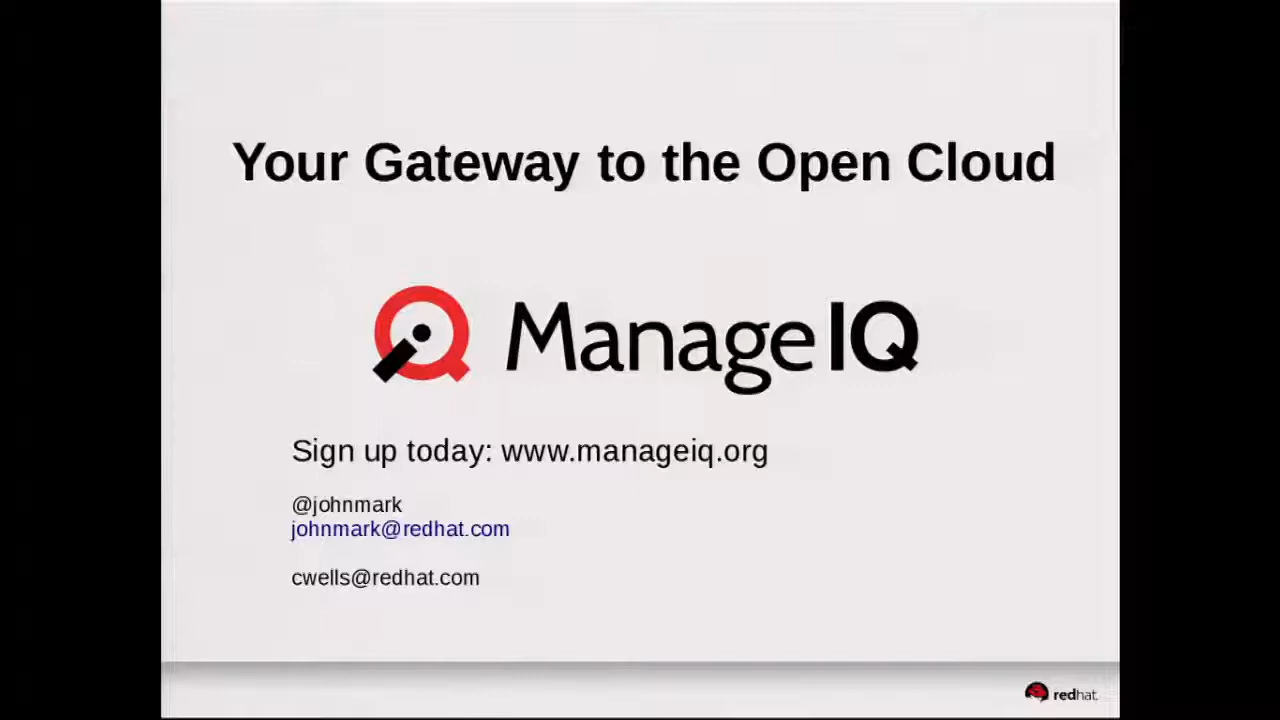 Your Gateway to the Open Cloud
ManageIQ
Sign up today: www.manageiq.org
@johnmark
johnmark@redhat.com
cwells@redhat.com
redhat.